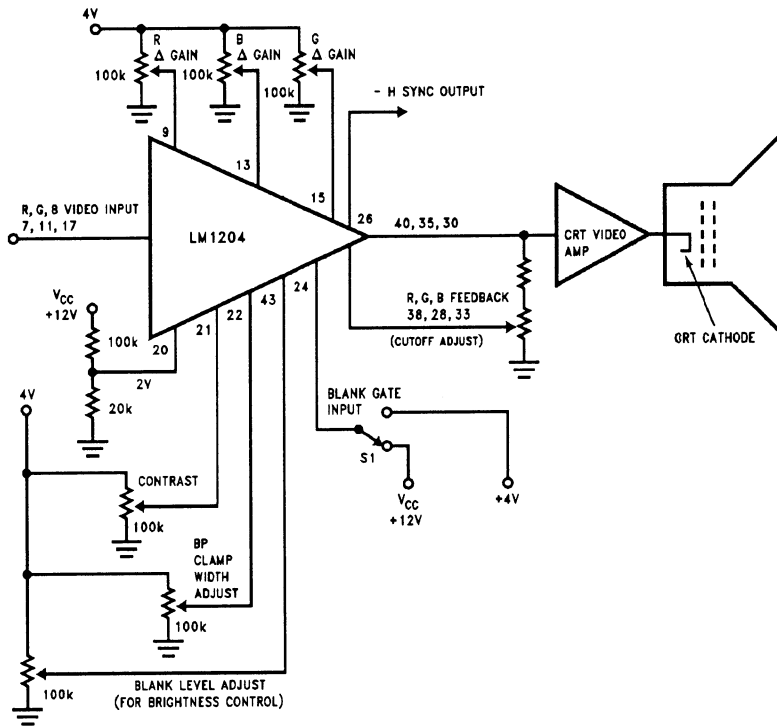 4V
R
Δ GAIN
B
Δ GAIN
G
Δ GAIN
100k
100k
100k
- H SYNC OUTPUT
9
13
15
26
R, G, B VIDEO INPUT
7, 11, 17
LM1204
40, 35, 30
CRT VIDEO
AMP
VCC
+12V
100k
20
21
22
43
24
R, G, B FEEDBACK
38, 28, 33
(CUTOFF ADJUST)
CRT CATHODE
2V
20k
4V
BLANK GATE
INPUT
S1
VCC
+12V
+4V
CONTRAST
100k
BP
CLAMP
WIDTH
ADJUST
100k
100k
BLANK LEVEL ADJUST
(FOR BRIGHTNESS CONTROL)